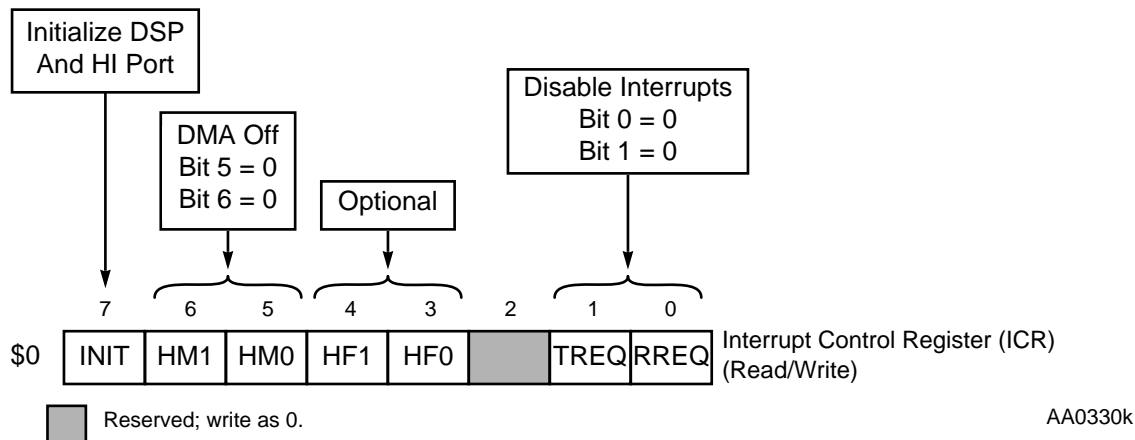 Initialize DSP
And HI Port
Disable Interrupts
Bit 0 = 0
Bit 1 = 0
DMA Off
Bit 5 = 0
Bit 6 = 0
Optional
7 6 5 4 3 2 1 0
$0 INIT HM1 HM0 HF1 HF0 TREQ RREQ Interrupt Control Register (ICR)
(Read/Write)
Reserved; write as 0.
AA0330k